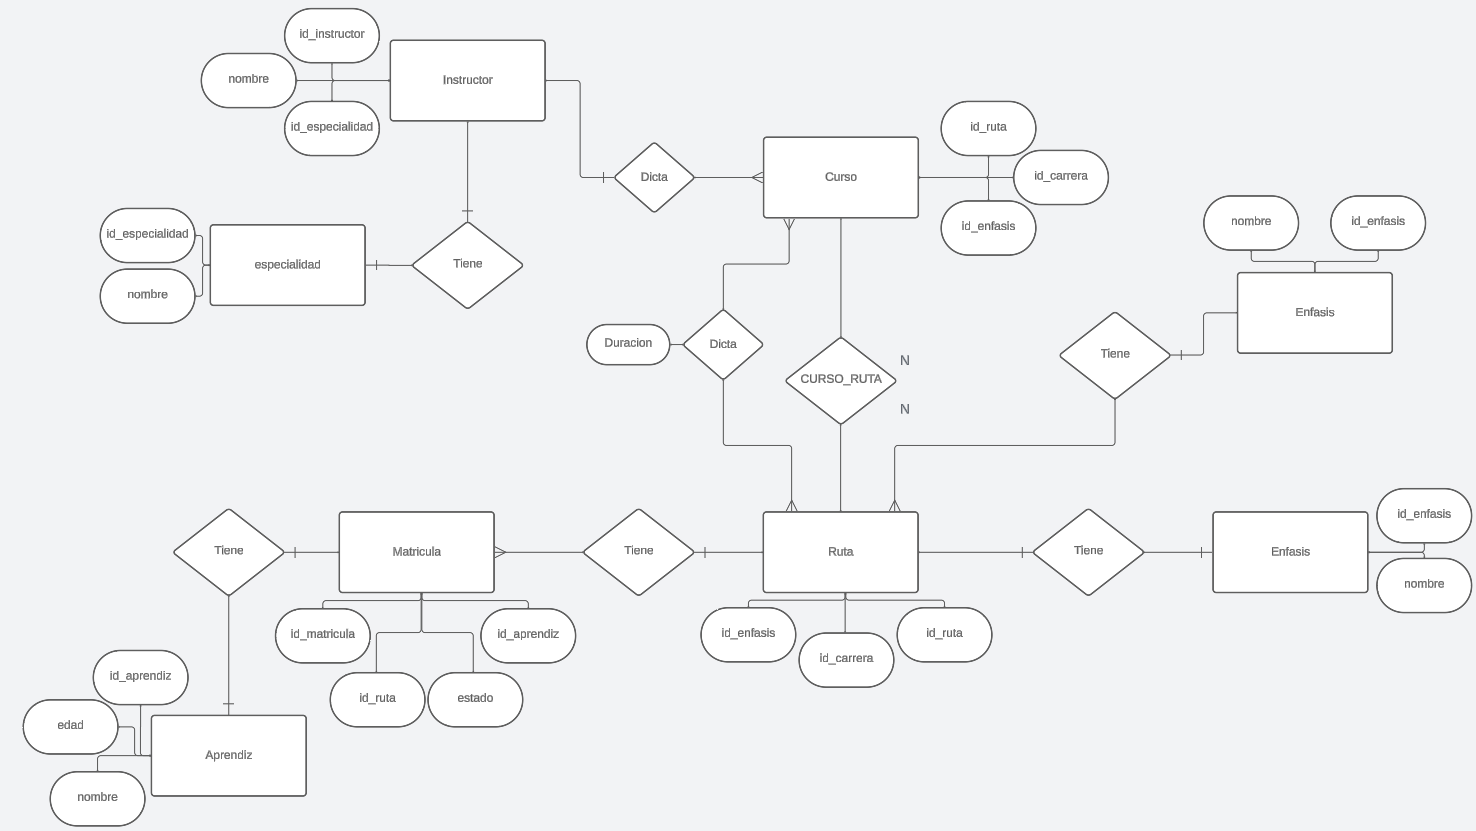 id_instructor
nombre
Instructor
id_especialidad
id_ruta
Dicta
Curso
id_carrera
id_enfasis
id_especialidad
nombre
especialidad
Tiene
nombre
id_enfasis
Enfasis
Duracion
Dicta
CURSO_RUTA
N
N
Tiene
Tiene
Matricula
Tiene
Ruta
Tiene
Enfasis
id_enfasis
nombre
id_matricula
id_aprendiz
id_ruta
estado
id_enfasis
id_carrera
id_ruta
id_aprendiz
edad
nombre
Aprendiz